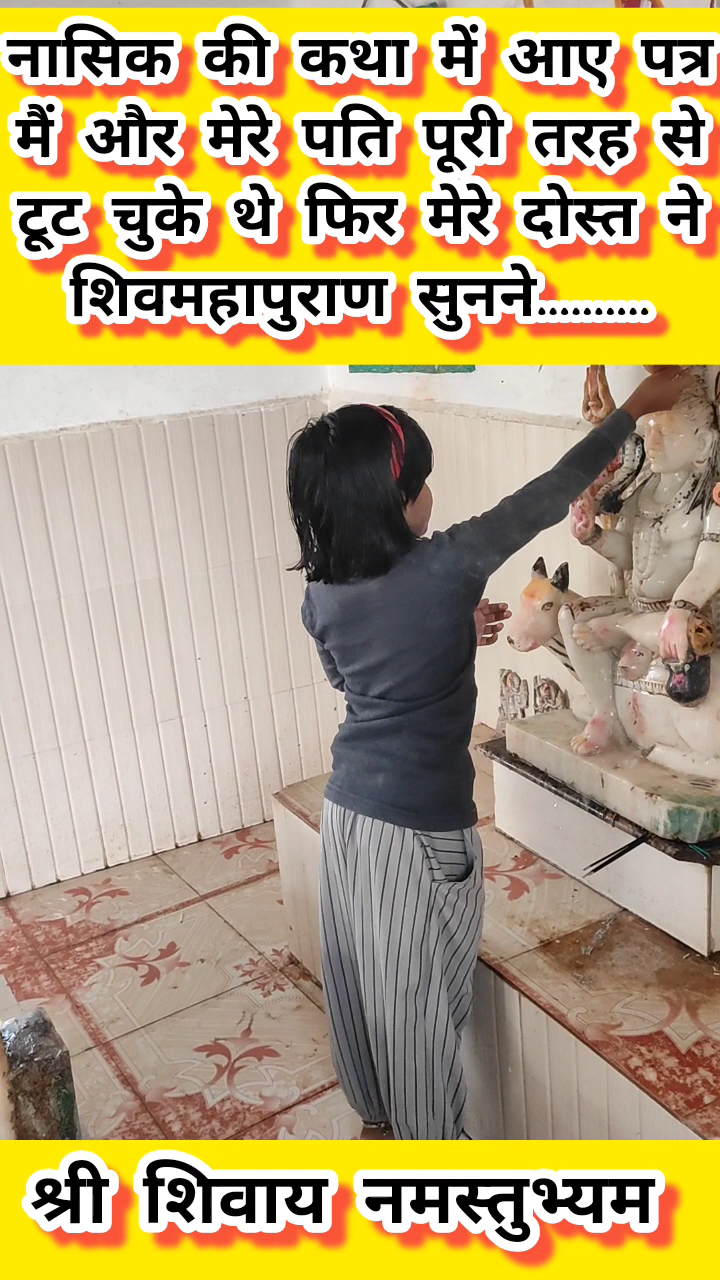 नासिक की कथा में आए पत्र
मैं और मेरे पति पूरी तरह से
टूट चुके थे फिर मेरे दोस्त ने
शिवमहापुराण सुनने..........
श्री शिवाय नमस्तुभ्यम